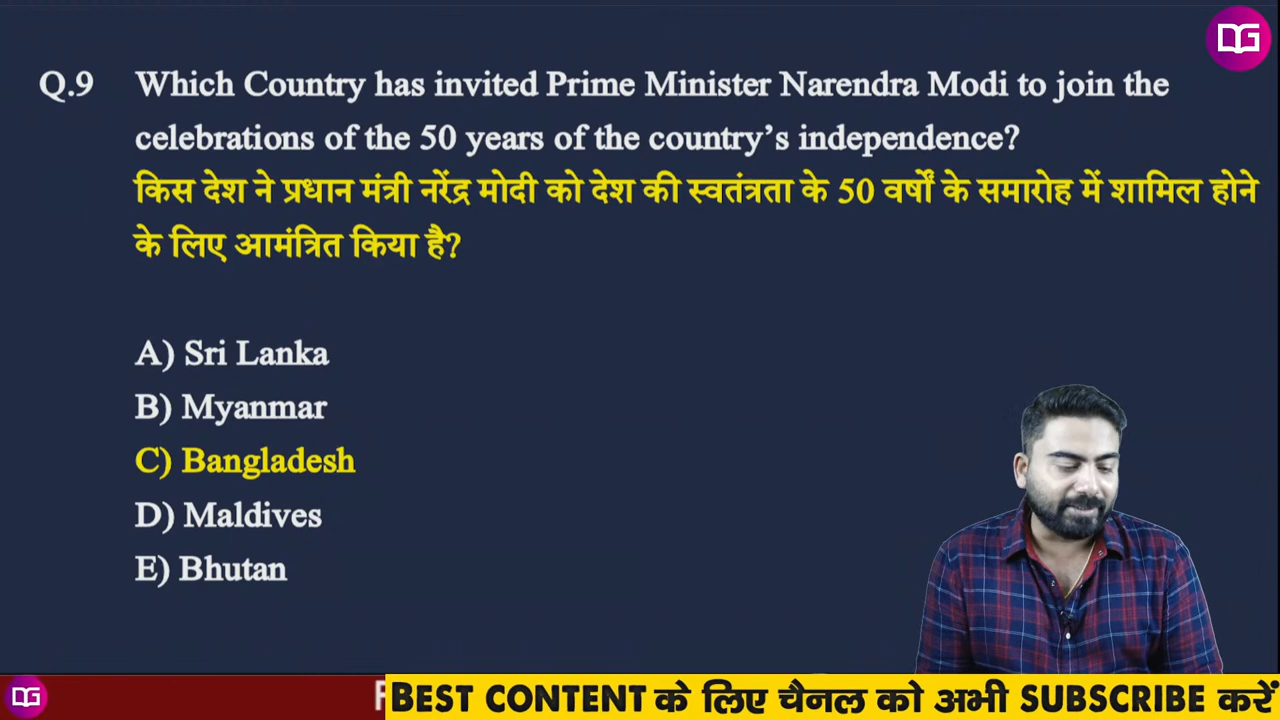 DG
Q.9 Which Country has invited Prime Minister Narendra Modi to join the
celebrations of the 50 years of the country's independence?
किस देश ने प्रधान मंत्री नरेंद्र मोदी को देश की स्वतंत्रता के 50 वर्षों के समारोह में शामिल होने
के लिए आमंत्रित किया है?
A) Sri Lanka
B) Myanmar
C) Bangladesh
D) Maldives
E) Bhutan
DG
BEST CONTENT के लिए चैनल को अभी SUBSCRIBE करें